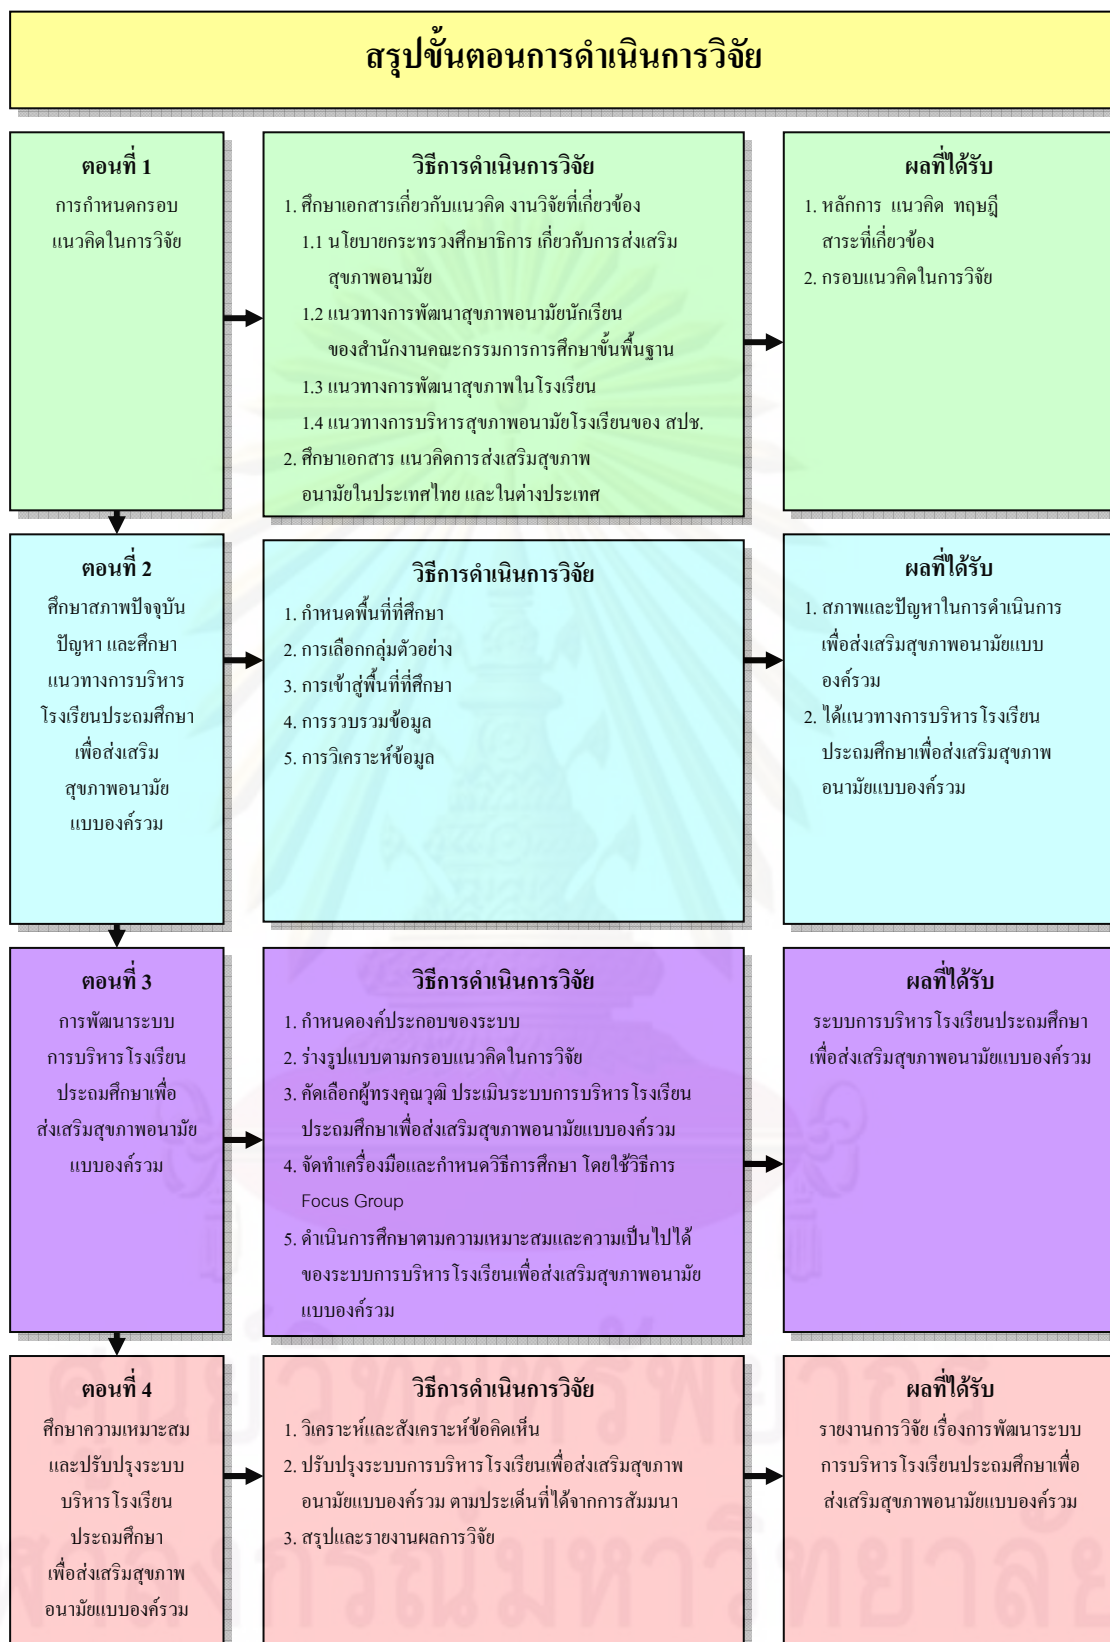 สรุปขั้นตอนการดำเนินการวิจัย
ตอนที่ 1
การกำหนดกรอบ
แนวคิดในการวิจัย
วิธีการดำเนินการวิจัย
1. ศึกษาเอกสารเกี่ยวกับแนวคิด งานวิจัยที่เกี่ยวข้อง
1.1 นโยบายกระทรวงศึกษาธิการ เกี่ยวกับการส่งเสริม
สุขภาพอนามัย
1.2 แนวทางการพัฒนาสุขภาพอนามัยนักเรียน
ของสำนักงานคณะกรรมการการศึกษาขั้นพื้นฐาน
1.3 แนวทางการพัฒนาสุขภาพในโรงเรียน
1.4 แนวทางการบริหารสุขภาพอนามัยโรงเรียนของ สปช.
2. ศึกษาเอกสาร แนวคิดการส่งเสริมสุขภาพ
อนามัยในประเทศไทย และในต่างประเทศ
ผลที่ได้รับ
1. หลักการ แนวคิด ทฤษฎี
สาระที่เกี่ยวข้อง
2. กรอบแนวคิดในการวิจัย
ตอนที่ 2
ศึกษาสภาพปัจจุบัน
ปัญหา และศึกษา
แนวทางการบริหาร
โรงเรียนประถมศึกษา
เพื่อส่งเสริม
สุขภาพอนามัย
แบบองค์รวม
วิธีการดำเนินการวิจัย
1. กำหนดพื้นที่ที่ศึกษา
2. การเลือกกลุ่มตัวอย่าง
3. การเข้าสู่พื้นที่ที่ศึกษา
4. การรวบรวมข้อมูล
5. การวิเคราะห์ข้อมูล
ผลที่ได้รับ
1. สภาพและปัญหาในการดำเนินการ
เพื่อส่งเสริมสุขภาพอนามัยแบบ
องค์รวม
2. ได้แนวทางการบริหารโรงเรียน
ประถมศึกษาเพื่อส่งเสริมสุขภาพ
อนามัยแบบองค์รวม
ตอนที่ 3
การพัฒนาระบบ
การบริหารโรงเรียน
ประถมศึกษาเพื่อ
ส่งเสริมสุขภาพอนามัย
แบบองค์รวม
วิธีการดำเนินการวิจัย
1. กำหนดองค์ประกอบของระบบ
2. ร่างรูปแบบตามกรอบแนวคิดในการวิจัย
3. คัดเลือกผู้ทรงคุณวุฒิ ประเมินระบบการบริหารโรงเรียน
ประถมศึกษาเพื่อส่งเสริมสุขภาพอนามัยแบบองค์รวม
4. จัดทำเครื่องมือและกำหนดวิธีการศึกษา โดยใช้วิธีการ
Focus Group
5. ดำเนินการศึกษาตามความเหมาะสมและความเป็นไปได้
ของระบบการบริหารโรงเรียนเพื่อส่งเสริมสุขภาพอนามัย
แบบองค์รวม
ผลที่ได้รับ
ระบบการบริหารโรงเรียนประถมศึกษา
เพื่อส่งเสริมสุขภาพอนามัยแบบองค์รวม
ตอนที่ 4
ศึกษาความเหมาะสม
และปรับปรุงระบบ
บริหารโรงเรียน
ประถมศึกษา
เพื่อส่งเสริมสุขภาพ
อนามัยแบบองค์รวม
วิธีการดำเนินการวิจัย
1. วิเคราะห์และสังเคราะห์ข้อคิดเห็น
2. ปรับปรุงระบบการบริหารโรงเรียนเพื่อส่งเสริมสุขภาพ
อนามัยแบบองค์รวม ตามประเด็นที่ได้จากการสัมมนา
3. สรุปและรายงานผลการวิจัย
ผลที่ได้รับ
รายงานการวิจัย เรื่องการพัฒนาระบบ
การบริหารโรงเรียนประถมศึกษาเพื่อ
ส่งเสริมสุขภาพอนามัยแบบองค์รวม
ศูนย์วิทยทรัพยากร
จุฬาลงกรณ์มหาวิทยาลัย